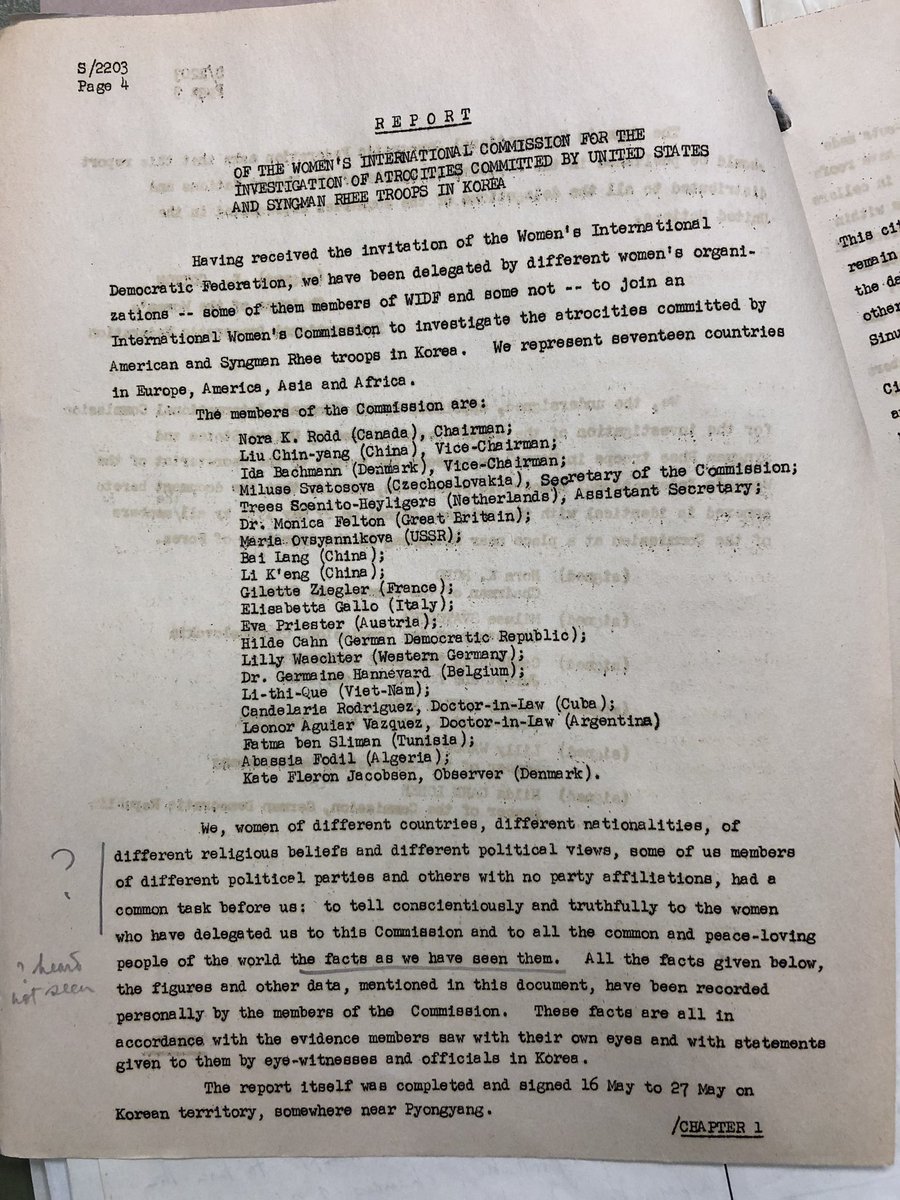 S/2203
Page 4
REPORT
OF THE WOMEN'S INTERNATIONAL COMMISSION FOR THE
INVESTIGATION OF ATROCITIES COMMITTED BY UNITED STATES
AND SYNGMAN RHEE TROOPS IN KOREA
Having received the invitation of the Women's International
Democratic Federation, we have been delegated by different women's organi-
zations -- some of them members of WIDF and some not -- to join an
International Women's Commission to investigate the atrocities committed by
American and Syngman Rhee troops in Korea. We represent seventeen countries
in Europe, America, Asia and Africa.
The members of the Commission are:
Nora K. Rodd (Canada), Chairman;
Liu Chin-yang (China), Vice-Chairman;
Ida Bachmann (Denmark), Vice-Chairman;
Miluse Svatosova (Czechoslovakia), Secretary of the Commission;
Trees Soenito-Heyligers (Netherlands), Assistant Secretary;
Dr. Monica Felton (Great Britain);
Maria Ovsyannikova (USSR);
Bai Lang (China);
Li K'eng (China);
Gilette Ziegler (France);
Elisabetta Gallo (Italy);
Eva Priester (Austria);
Hilde Cahn (German Democratic Republic);
Lilly Waechter (Western Germany);
Dr. Germaine Hannevard (Belgium);
Li-thi-Que (Viet-Nam);
Candelaria Rodriguez, Doctor-in-Law (Cuba);
Leonor Aguiar Vazquez, Doctor-in-Law (Argentina)
Fatma ben Sliman (Tunisia);
Abassia Fodil (Algeria);
Kate Fleron Jacobsen, Observer (Denmark).
We, women of different countries, different nationalities, of
different religious beliefs and different political views, some of us members
of different political parties and others with no party affiliations, had a
common task before us: to tell conscientiously and truthfully to the women
who have delegated us to this Commission and to all the common and peace-loving
people of the world the facts as we have seen them. All the facts given below,
the figures and other data, mentioned in this document, have been recorded
personally by the members of the Commission. These facts are all in
accordance with the evidence members saw with their own eyes and with statements
given to them by eye-witnesses and officials in Korea.
The report itself was completed and signed 16 May to 27 May on
Korean territory, somewhere near Pyongyang.
/CHAPTER 1
?
? heard
not seen
This cit
remain
the da
other
Sinu
Ci